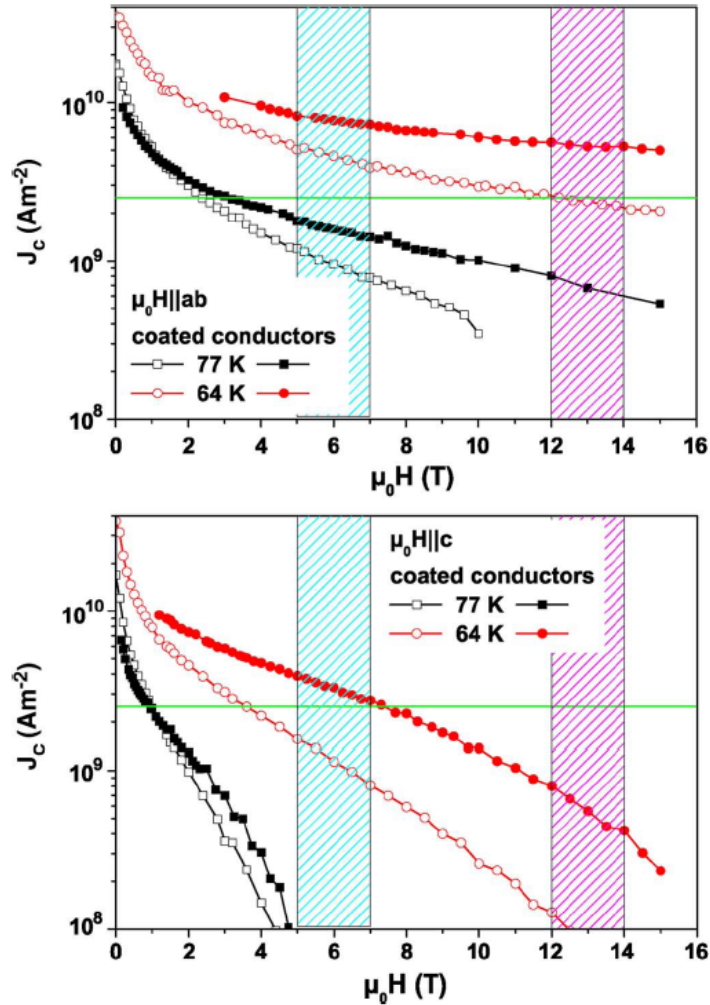 10^10
10^9
10^8
J_C (Am^-2)
μ₀H||ab
coated conductors
77 K
64 K
0 2 4 6 8 10 12 14 16
μ₀H (T)
10^10
10^9
10^8
J_C (Am^-2)
μ₀H||c
coated conductors
77 K
64 K
0 2 4 6 8 10 12 14 16
μ₀H (T)